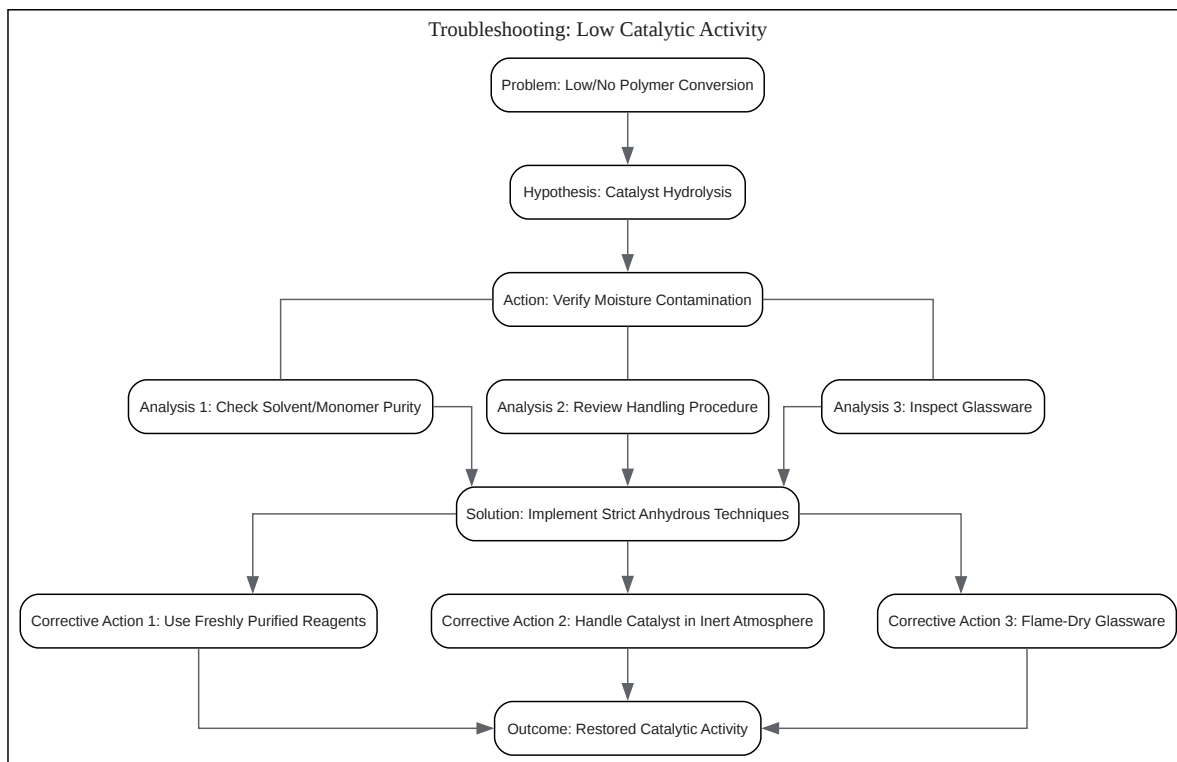 Troubleshooting: Low Catalytic Activity
Problem: Low/No Polymer Conversion
Hypothesis: Catalyst Hydrolysis
Action: Verify Moisture Contamination
Analysis 1: Check Solvent/Monomer Purity
Analysis 2: Review Handling Procedure
Analysis 3: Inspect Glassware
Solution: Implement Strict Anhydrous Techniques
Corrective Action 1: Use Freshly Purified Reagents
Corrective Action 2: Handle Catalyst in Inert Atmosphere
Corrective Action 3: Flame-Dry Glassware
Outcome: Restored Catalytic Activity